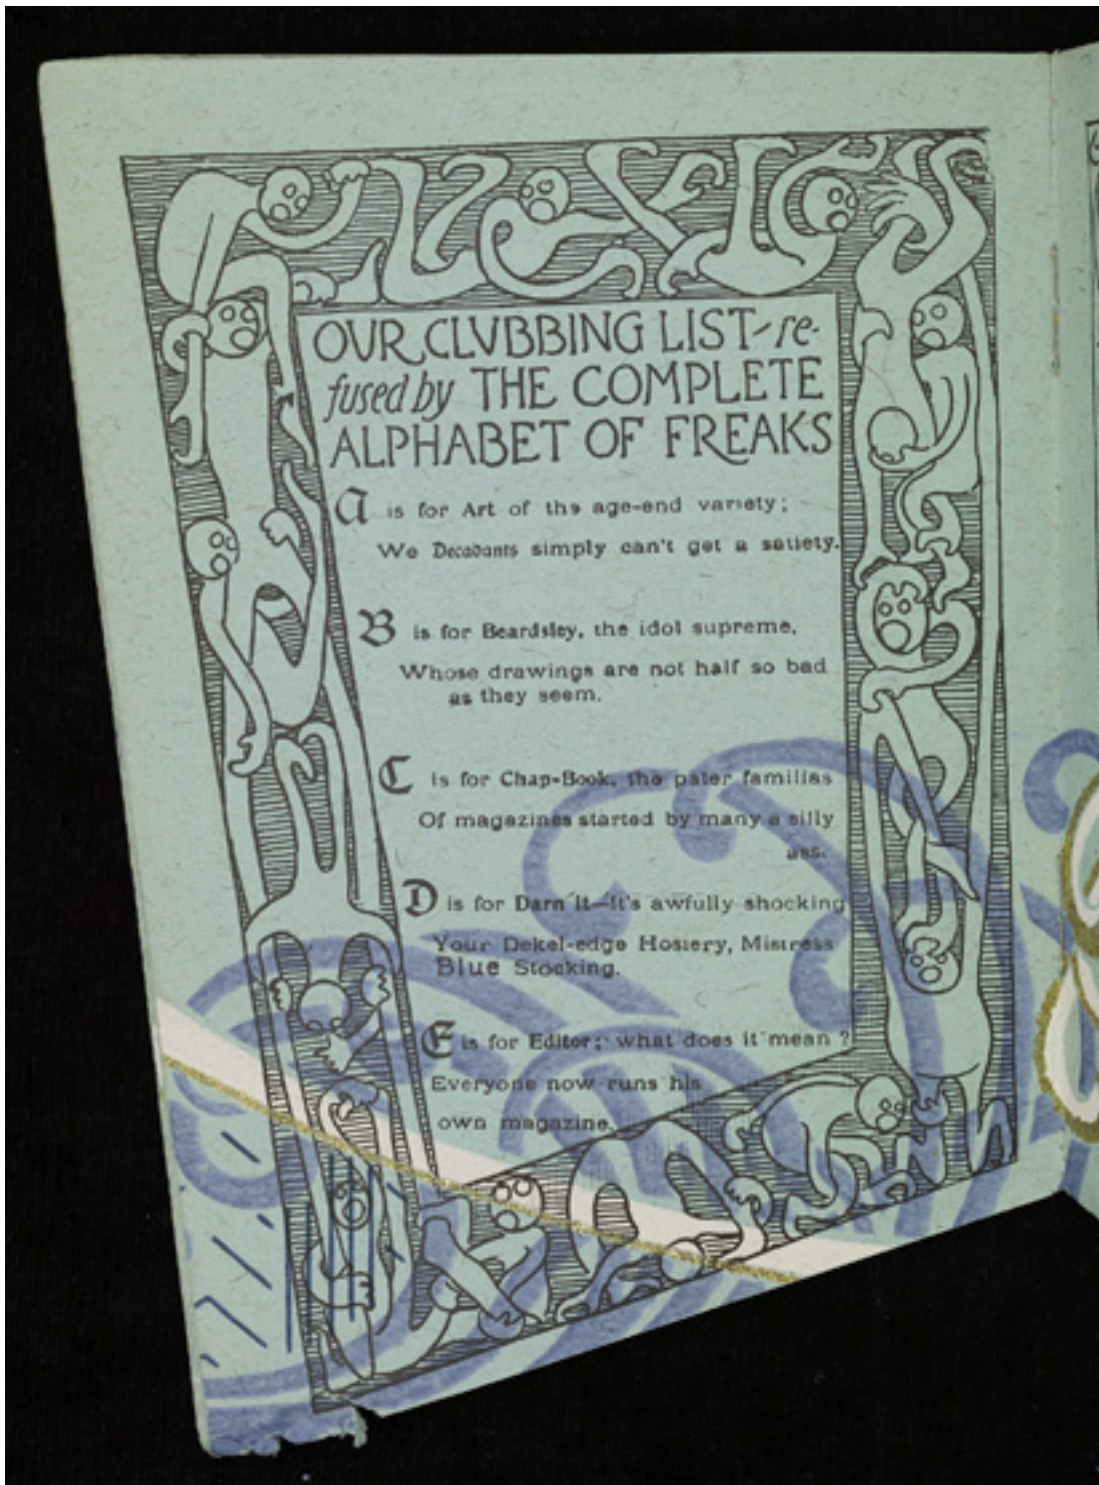 OUR CLVBBING LIST-re-
fused by THE COMPLETE
ALPHABET OF FREAKS
A is for Art of the age-end variety;
We Decadants simply can't get a satiety.
B is for Beardsley, the idol supreme,
Whose drawings are not half so bad
as they seem.
C is for Chap-Book, the pater familias
Of magazines started by many a silly
ass.
D is for Darn It—It's awfully shocking
Your Dekel-edge Hosiery, Mistress
Blue Stocking.
E is for Editor; what does it mean ?
Everyone now runs his
own magazine.